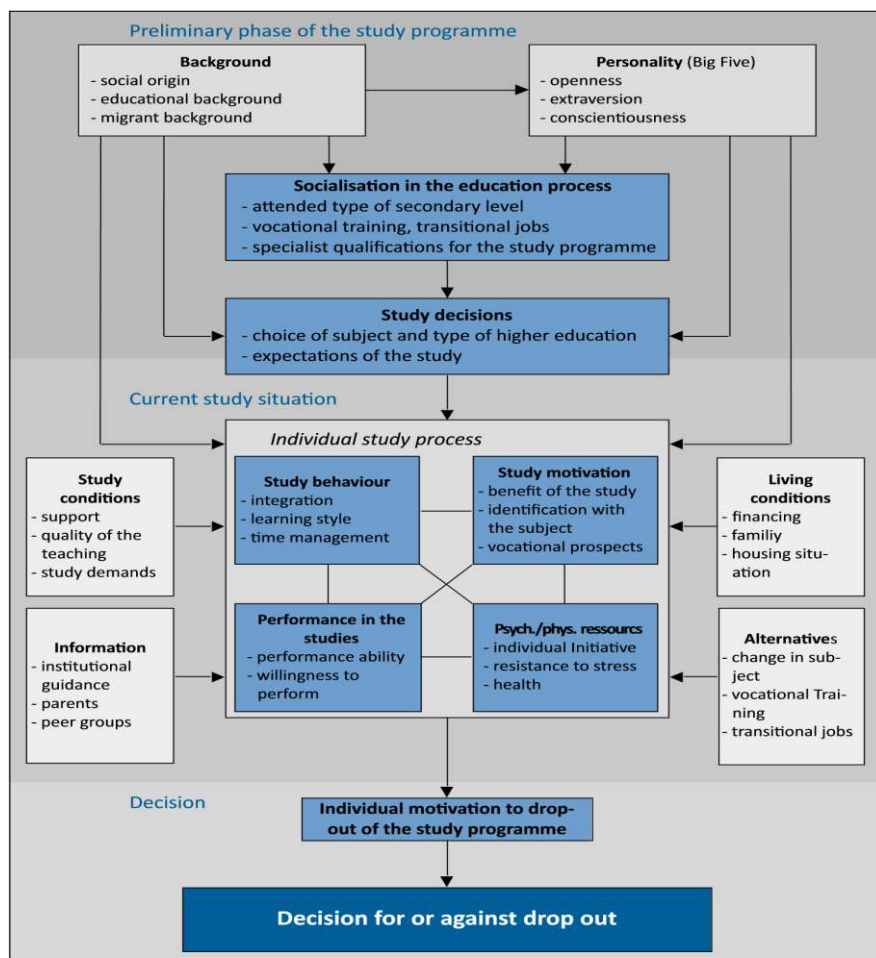 Preliminary phase of the study programme
Background
- social origin
- educational background
- migrant background
Personality (Big Five)
- openness
- extraversion
- conscientiousness
Socialisation in the education process
- attended type of secondary level
- vocational training, transitional jobs
- specialist qualifications for the study programme
Study decisions
- choice of subject and type of higher education
- expectations of the study
Current study situation
Individual study process
Study
conditions
- support
- quality of the
teaching
- study demands
Study behaviour
- integration
- learning style
- time management
Study motivation
- benefit of the study
- identification with
the subject
- vocational prospects
Living
conditions
- financing
- familiy
- housing situ-
ation
Information
- institutional
guidance
- parents
- peer groups
Performance in the
studies
- performance ability
- willingness to
perform
Psych./phys. ressourcs
- individual Initiative
- resistance to stress
- health
Alternatives
- change in sub-
ject
- vocational Trai-
ning
- transitional jobs
Decision
Individual motivation to drop-
out of the study programme
Decision for or against drop out